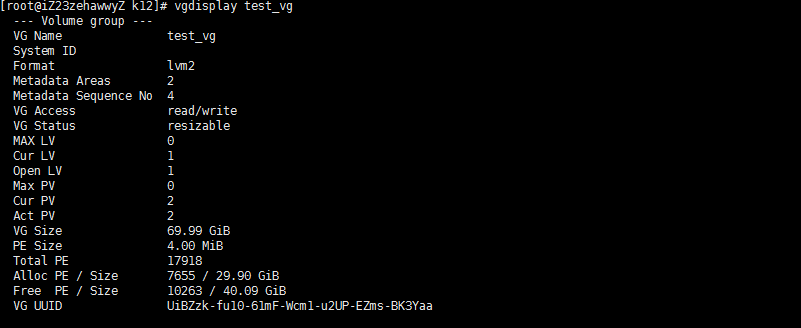 [root@iZ23zehawwyZ k12]# vgdisplay test_vg
--- Volume group ---
VG Name test_vg
System ID
Format lvm2
Metadata Areas 2
Metadata Sequence No 4
VG Access read/write
VG Status resizable
MAX LV 0
Cur LV 1
Open LV 1
Max PV 0
Cur PV 2
Act PV 2
VG Size 69.99 GiB
PE Size 4.00 MiB
Total PE 17918
Alloc PE / Size 7655 / 29.90 GiB
Free PE / Size 10263 / 40.09 GiB
VG UUID UiBZzk-fu10-61mF-Wcm1-u2UP-EZms-BK3Yaa